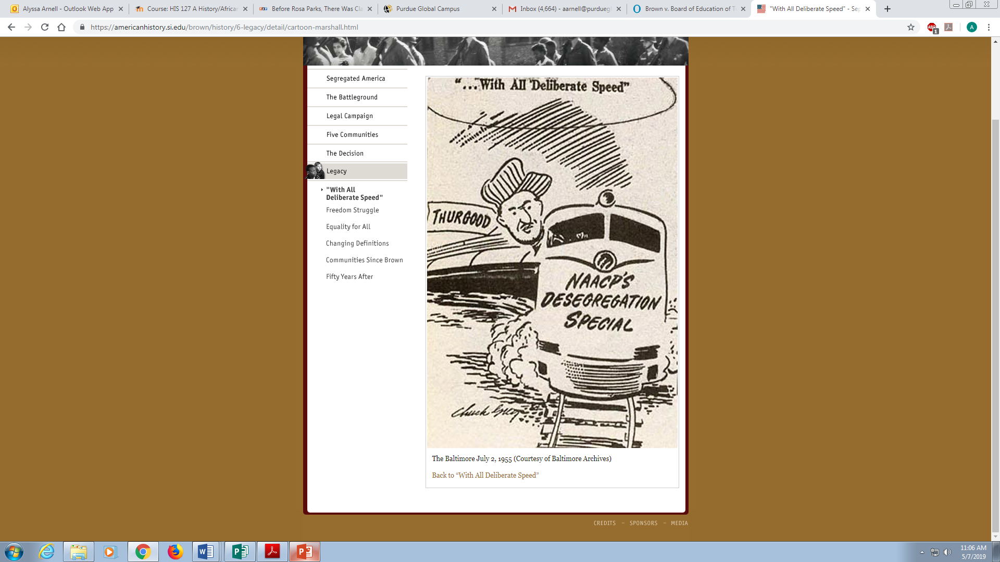 Alyssa Arnell - Outlook Web App
Course: HIS 127 A History/African
Before Rosa Parks, There Was Cla
Purdue Global Campus
Inbox (4,664) - aarnell@purduegl
Brown v. Board of Education of T
"With All Deliberate Speed" - Sep
https://americanhistory.si.edu/brown/history/6-legacy/detail/cartoon-marshall.html
ABP
1
A
Segregated America
The Battleground
Legal Campaign
Five Communities
The Decision
Legacy
"With All
Deliberate Speed"
Freedom Struggle
Equality for All
Changing Definitions
Communities Since Brown
Fifty Years After
"...With All Deliberate Speed"
THURGOOD
NAACP'S
DESEGREGATION
SPECIAL
Chuck
The Baltimore July 2, 1955 (Courtesy of Baltimore Archives)
Back to “With All Deliberate Speed”
CREDITS – SPONSORS – MEDIA
11:06 AM
5/7/2019